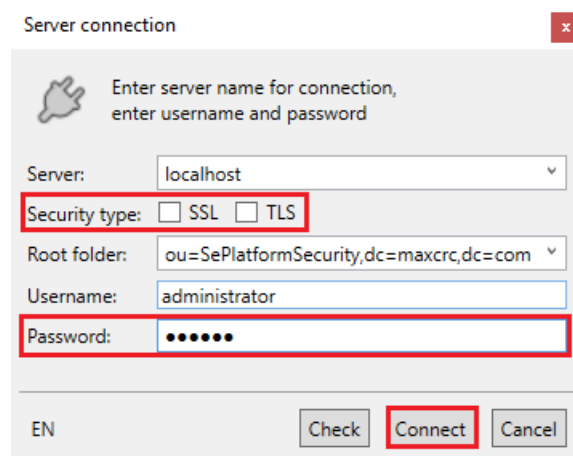 Server connection
x
Enter server name for connection,
enter username and password
Server: localhost
Security type: SSL TLS
Root folder: ou=SePlatformSecurity,dc=maxcrc,dc=com
Username: administrator
Password: ●●●●●●
EN Check Connect Cancel